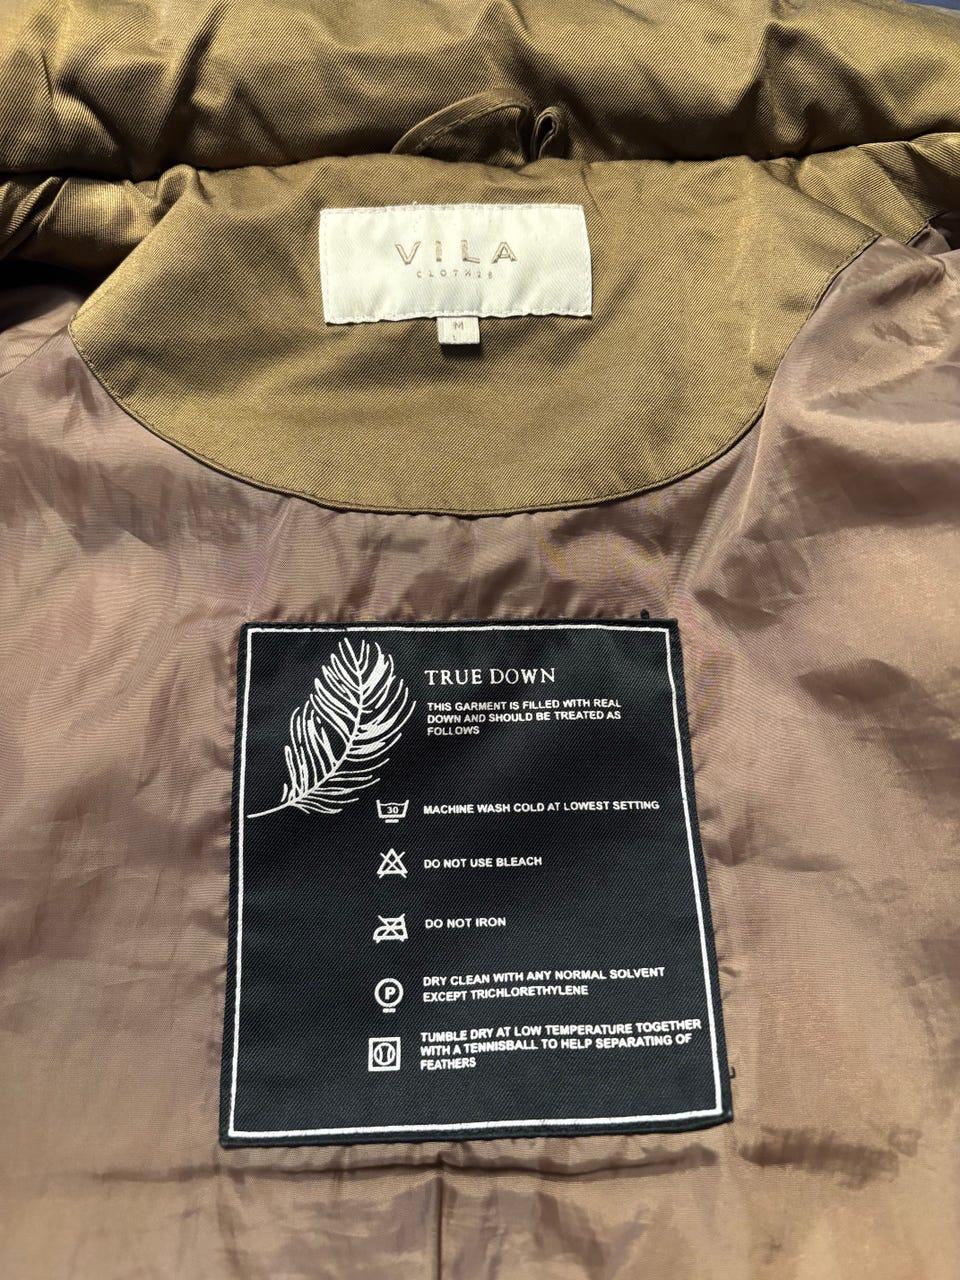 VILA
CLOTHES
M
TRUE DOWN
THIS GARMENT IS FILLED WITH REAL
DOWN AND SHOULD BE TREATED AS
FOLLOWS
30
MACHINE WASH COLD AT LOWEST SETTING
DO NOT USE BLEACH
DO NOT IRON
P
DRY CLEAN WITH ANY NORMAL SOLVENT
EXCEPT TRICHLORETHYLENE
TUMBLE DRY AT LOW TEMPERATURE TOGETHER
WITH A TENNISBALL TO HELP SEPARATING OF
FEATHERS